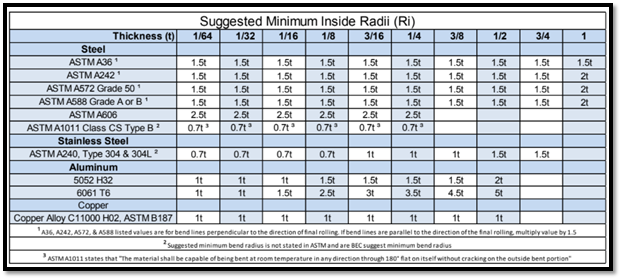 Suggested Minimum Inside Radii (Ri)
Thickness (t) 1/64 1/32 1/16 1/8 3/16 1/4 3/8 1/2 3/4 1
Steel
ASTM A36 ¹ 1.5t 1.5t 1.5t 1.5t 1.5t 1.5t 1.5t 1.5t 1.5t 1.5t
ASTM A242 ¹ 1.5t 1.5t 1.5t 1.5t 1.5t 1.5t 1.5t 1.5t 1.5t 2t
ASTM A572 Grade 50 ¹ 1.5t 1.5t 1.5t 1.5t 1.5t 1.5t 1.5t 1.5t 1.5t 2t
ASTM A588 Grade A or B ¹ 1.5t 1.5t 1.5t 1.5t 1.5t 1.5t 1.5t 1.5t 1.5t 2t
ASTM A606 2.5t 2.5t 2.5t 2.5t 2.5t 2.5t
ASTM A1011 Class CS Type B ² 0.7t ³ 0.7t ³ 0.7t ³ 0.7t ³ 0.7t ³ 0.7t ³
Stainless Steel
ASTM A240, Type 304 & 304L ² 0.7t 0.7t 0.7t 0.7t 1t 1t 1t 1.5t 1.5t
Aluminum
5052 H32 1t 1t 1t 1.5t 1.5t 1.5t 1.5t 2t
6061 T6 1t 1t 1.5t 2.5t 3t 3.5t 4.5t 5t
Copper
Copper Alloy C11000 H02, ASTM B187 1t 1t 1t 1t 1t 1t 1t 1t
¹ A36, A242, A572, & A588 listed values are for bend lines perpendicular to the direction of final rolling. If bend lines are parallel to the direction of the final rolling, multiply value by 1.5
² Suggested minimum bend radius is not stated in ASTM and are BEC suggest minimum bend radius
³ ASTM A1011 states that "The material shall be capable of being bent at room temperature in any direction through 180° flat on itself without cracking on the outside bent portion"